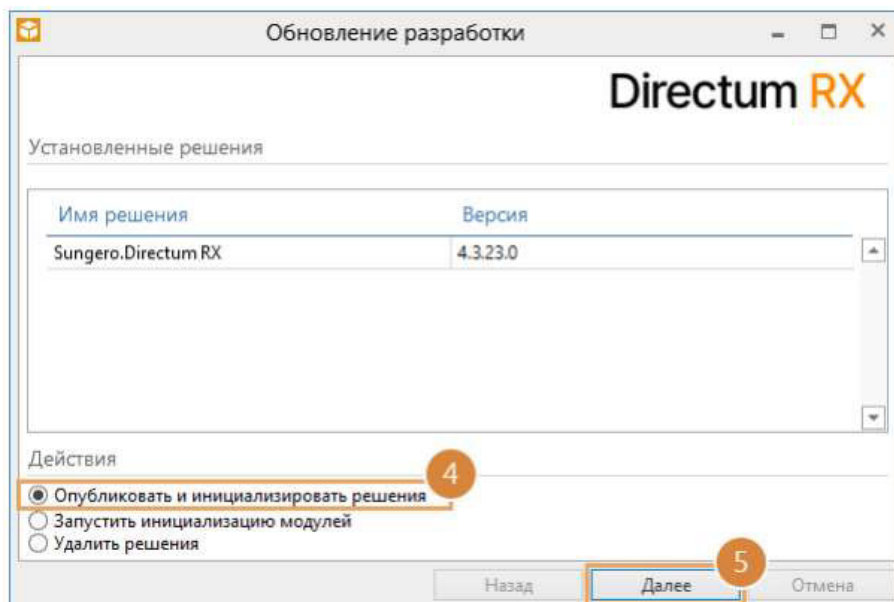 Обновление разработки
Directum RX
Установленные решения
Имя решения Версия
Sungero.Directum RX 4.3.23.0
Действия
4
Опубликовать и инициализировать решения
Запустить инициализацию модулей
Удалить решения
5
Назад Далее Отмена